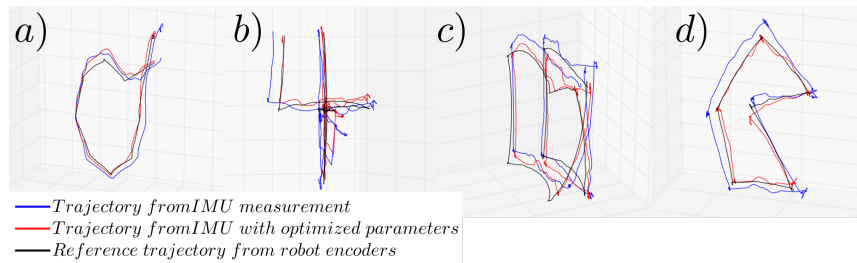 a) b) c) d)
Trajectory fromIMU measurement
Trajectory fromIMU with optimized parameters
Reference trajectory from robot encoders